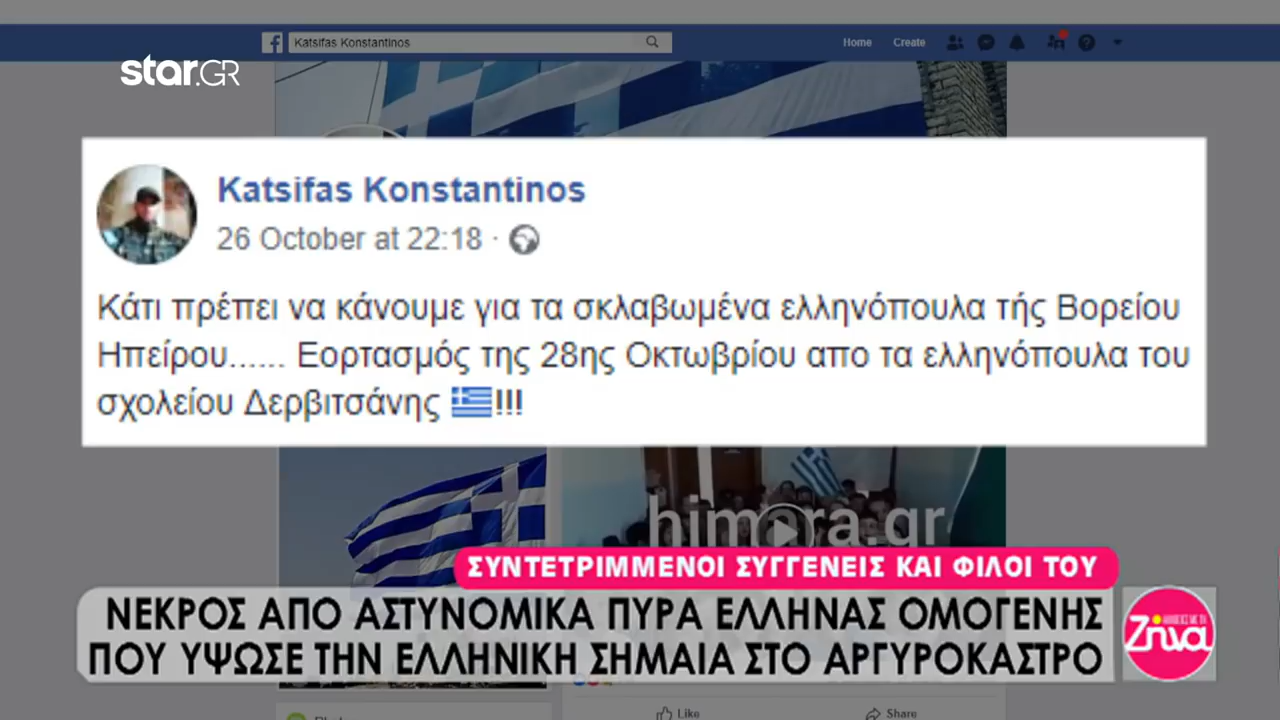 Katsifas Konstantinos
Home Create
star.GR
Katsifas Konstantinos
26 October at 22:18 ·
Κάτι πρέπει να κάνουμε για τα σκλαβωμένα ελληνόπουλα τής Βορείου
Ηπείρου...... Εορτασμός της 28ης Οκτωβρίου απο τα ελληνόπουλα του
σχολείου Δερβιτσάνης !!!
himara.gr
ΣΥΝΤΕΤΡΙΜΜΕΝΟΙ ΣΥΓΓΕΝΕΙΣ ΚΑΙ ΦΙΛΟΙ ΤΟΥ
ΝΕΚΡΟΣ ΑΠΟ ΑΣΤΥΝΟΜΙΚΑ ΠΥΡΑ ΕΛΛΗΝΑΣ ΟΜΟΓΕΝΗΣ
ΠΟΥ ΥΨΩΣΕ ΤΗΝ ΕΛΛΗΝΙΚΗ ΣΗΜΑΙΑ ΣΤΟ ΑΡΓΥΡΟΚΑΣΤΡΟ
Ζήνα
Like Share